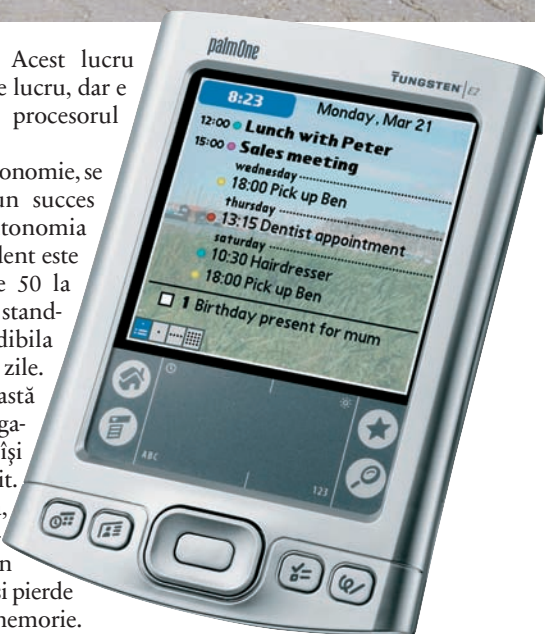 Acest lucru
e lucru, dar e
procesorul
onomie, se
un succes
tonomia
lent este
e 50 la
stand-
dibila
zile.
astă
ga-
îşi
it.
n
şi pierde
nemorie.
palmOne
TUNGSTEN | E2
8:23 Monday, Mar 21
12:00 Lunch with Peter
15:00 Sales meeting
wednesday
18:00 Pick up Ben
thursday
13:15 Dentist appointment
saturday
10:30 Hairdresser
18:00 Pick up Ben
1 Birthday present for mum
ABC 123